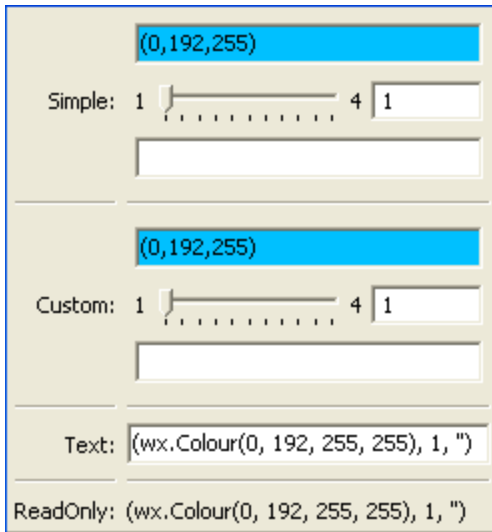 (0,192,255)
Simple: 1 4 1
(0,192,255)
Custom: 1 4 1
Text: (wx.Colour(0, 192, 255, 255), 1, '')
ReadOnly: (wx.Colour(0, 192, 255, 255), 1, '')